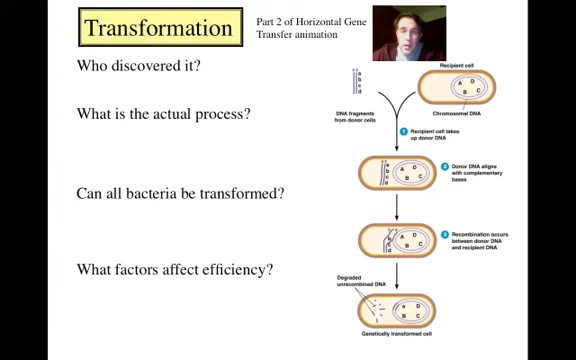 Transformation
Part 2 of Horizontal Gene
Transfer animation
Who discovered it?
What is the actual process?
Can all bacteria be transformed?
What factors affect efficiency?
Recipient cell
a
b
c
d
A D
B C
DNA fragments
from donor cells
Chromosomal DNA
1 Recipient cell takes
up donor DNA
a
b
c
d
A D
B C
2 Donor DNA aligns
with complementary
bases
b
c
d
A D
B C
3 Recombination occurs
between donor DNA
and recipient DNA
Degraded
unrecombined DNA
a D
B C
Genetically transformed cell